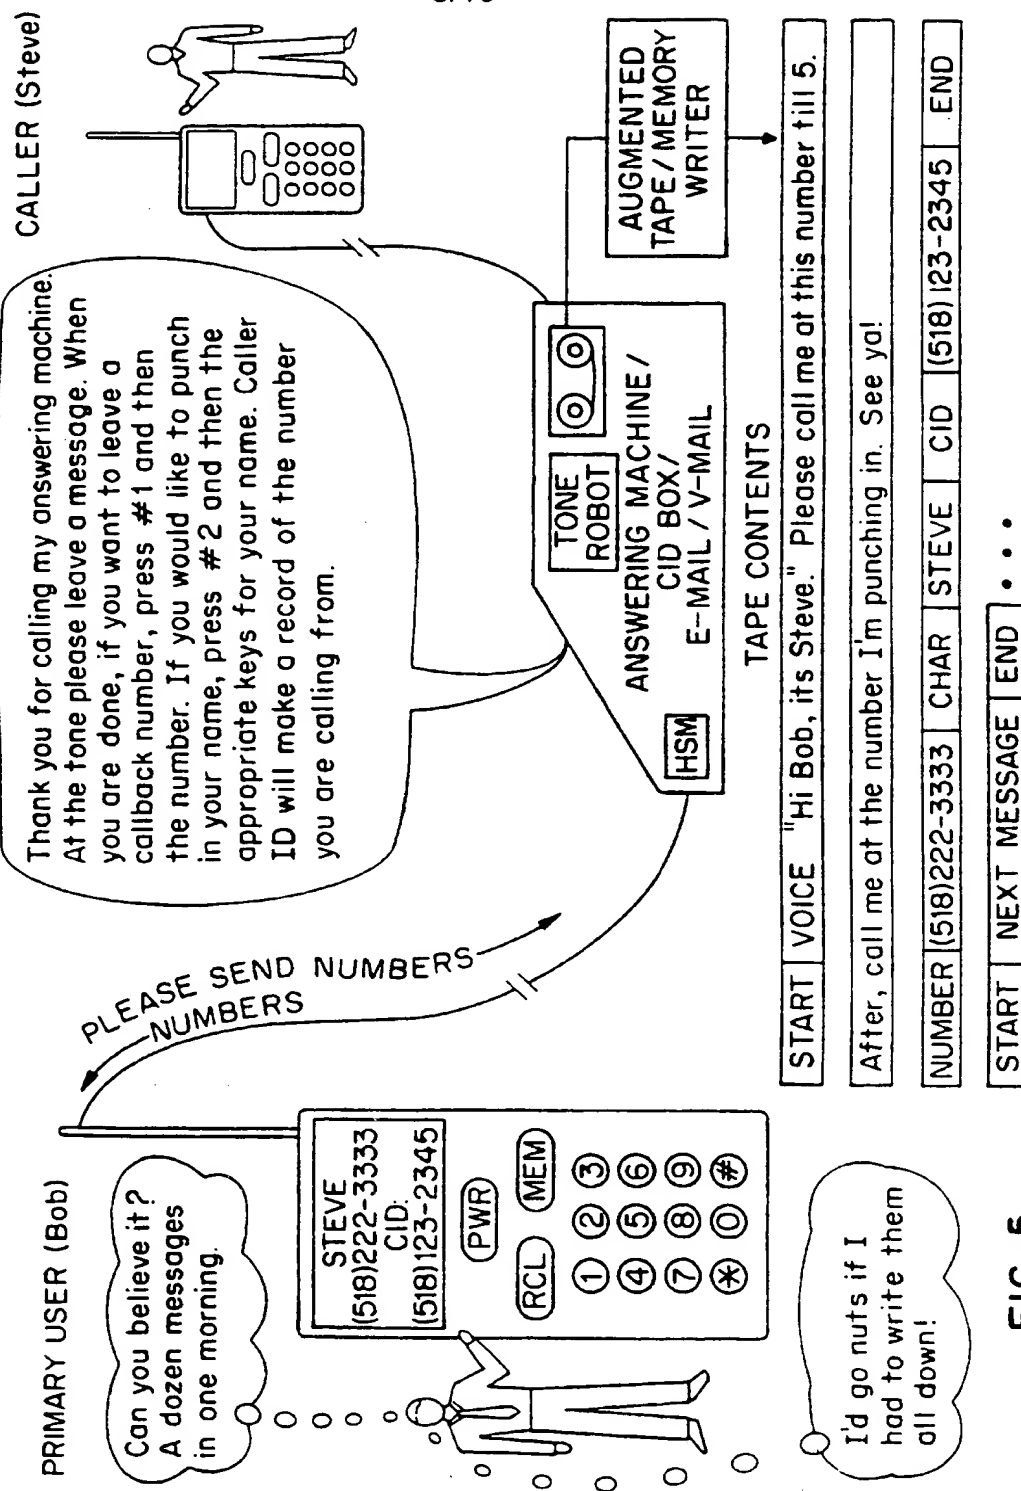 PRIMARY USER (Bob)
CALLER (Steve)
Can you believe it?
A dozen messages
in one morning.
Thank you for calling my answering machine.
At the tone please leave a message. When
you are done, if you want to leave a
callback number, press #1 and then
the number. If you would like to punch
in your name, press #2 and then the
appropriate keys for your name. Caller
ID will make a record of the number
you are calling from.
PLEASE SEND NUMBERS
NUMBERS
STEVE
(518)222-3333
CID:
(518)123-2345
PWR
RCL MEM
1 2 3
4 5 6
7 8 9
* 0 #
I'd go nuts if I
had to write them
all down!
HSM
TONE
ROBOT
ANSWERING MACHINE/
CID BOX/
E-MAIL/V-MAIL
AUGMENTED
TAPE/MEMORY
WRITER
TAPE CONTENTS
START VOICE "Hi Bob, its Steve." Please call me at this number till 5.
After, call me at the number I'm punching in. See ya!
NUMBER (518)222-3333 CHAR STEVE CID (518)123-2345 END
START NEXT MESSAGE END • • •